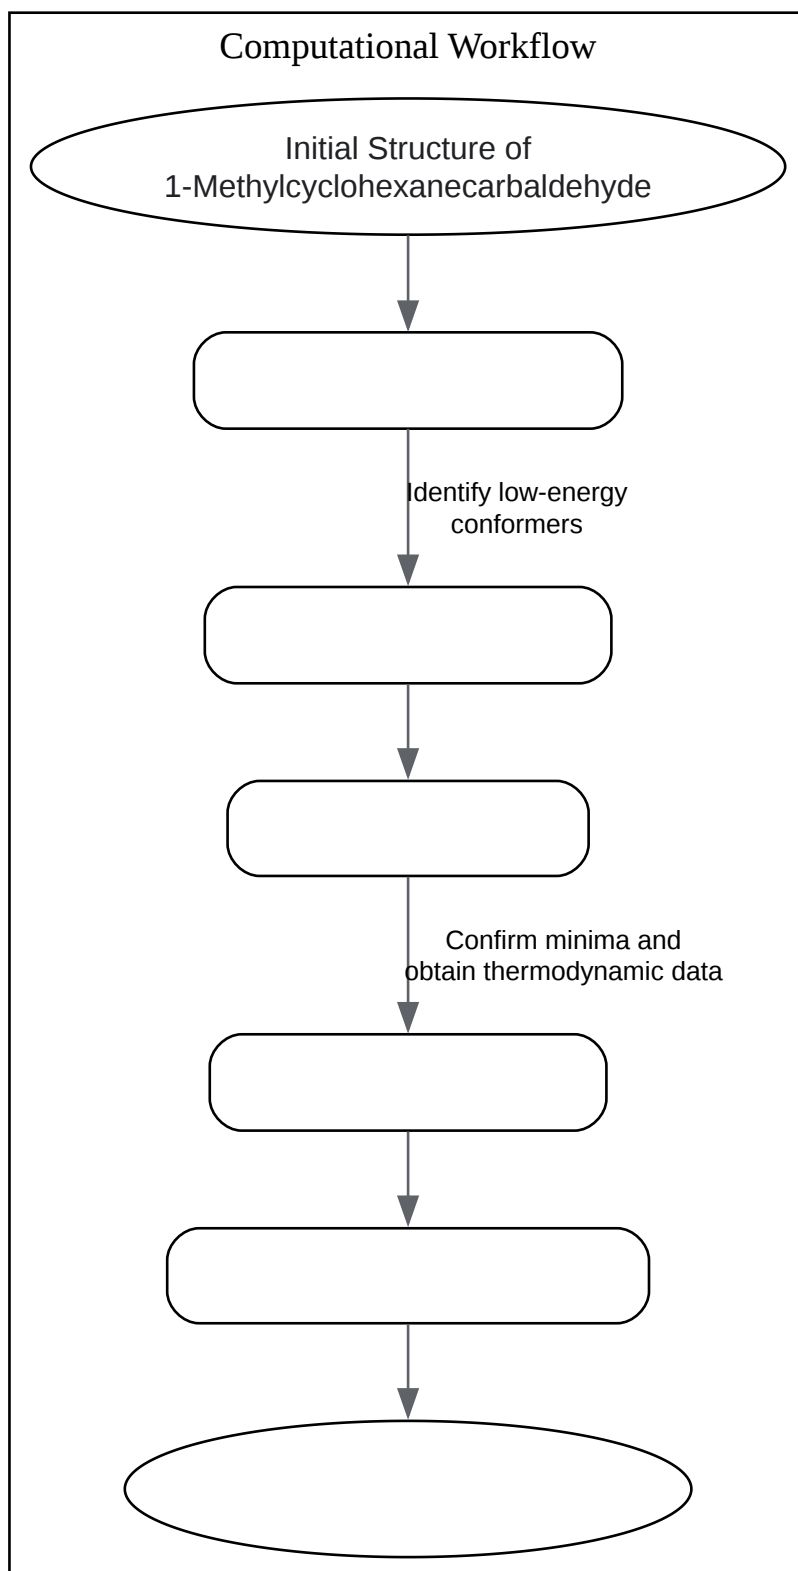 Computational Workflow
Initial Structure of
1-Methylcyclohexanecarbaldehyde
Identify low-energy
conformers
Confirm minima and
obtain thermodynamic data